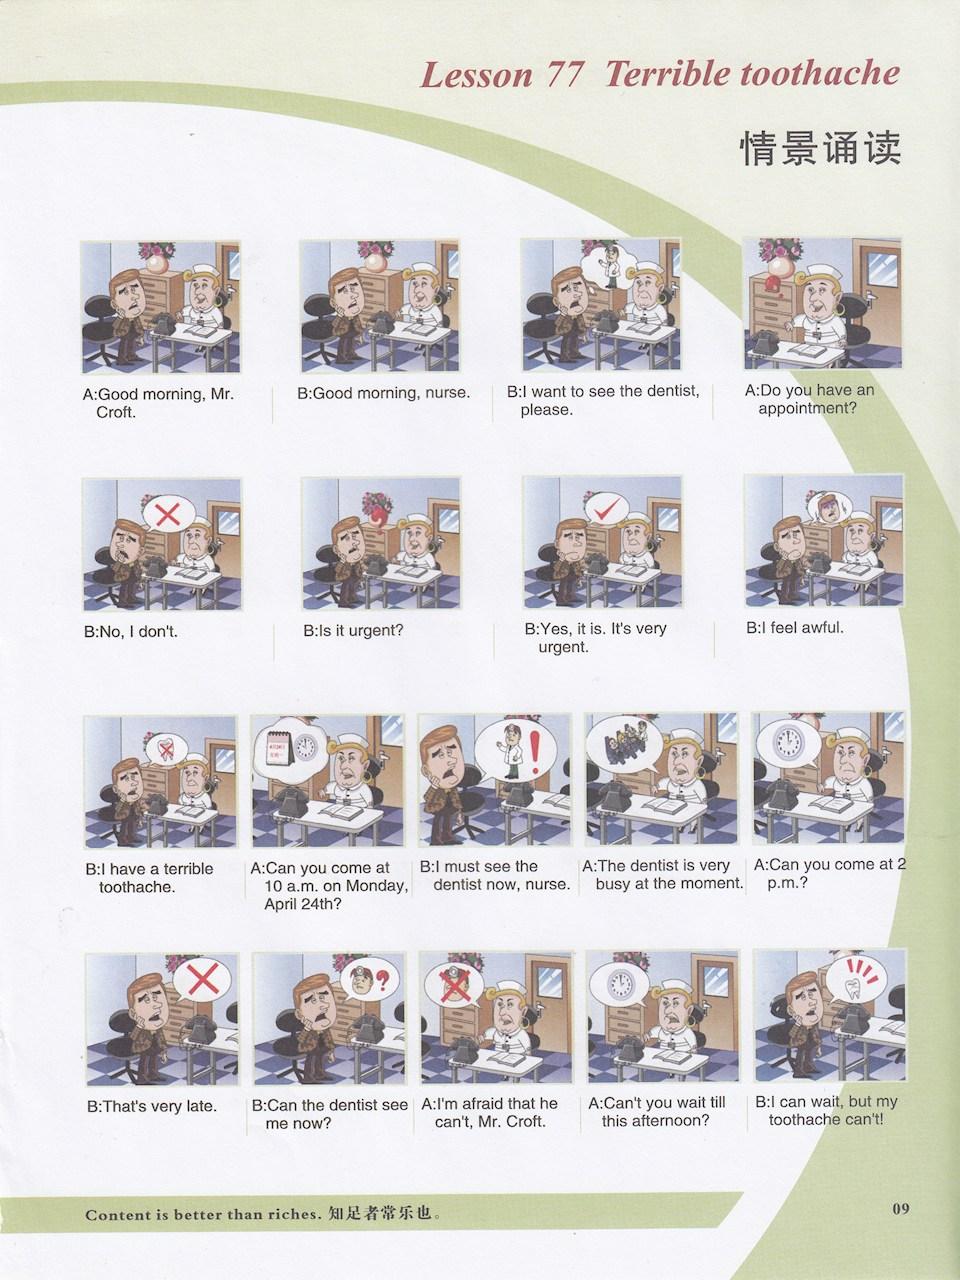 Lesson 77 Terrible toothache
情景诵读
A:Good morning, Mr.
Croft.
B:Good morning, nurse.
B:I want to see the dentist,
please.
A:Do you have an
appointment?
B:No, I don't.
B:Is it urgent?
B:Yes, it is. It's very
urgent.
B:I feel awful.
B:I have a terrible
toothache.
A:Can you come at
10 a.m. on Monday,
April 24th?
B:I must see the
dentist now, nurse.
A:The dentist is very
busy at the moment.
A:Can you come at 2
p.m.?
B:That's very late.
B:Can the dentist see
me now?
A:I'm afraid that he
can't, Mr. Croft.
A:Can't you wait till
this afternoon?
B:I can wait, but my
toothache can't!
Content is better than riches. 知足者常乐也。
09